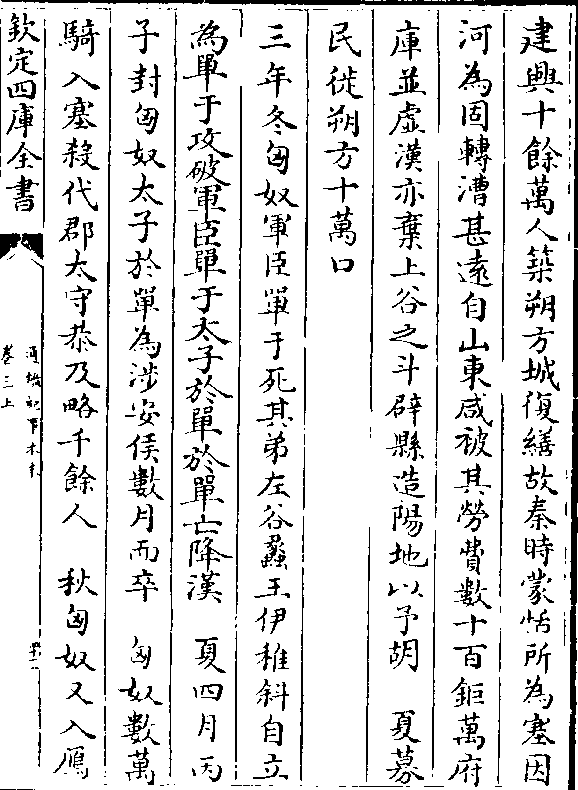 建興十餘萬人築朔方城復繕故秦時蒙恬所為塞因
河為固轉漕甚遠自山東咸被其勞費數十百鉅萬府
庫並虛漢亦棄上谷之斗辟縣造陽地以予胡　夏募
民徙朔方十萬口
三年冬匈奴軍臣單于死其弟左谷蠡王伊稚斜自立
為單于攻破軍臣單于太子於單於單亡降漢　夏四月丙
子封匈奴太子於單為涉安侯數月而卒　匈奴數萬
騎入塞殺代郡太守恭及略千餘人　秋匈奴又入鴈
欽定四庫全書
通鑑紀事本末
卷三上